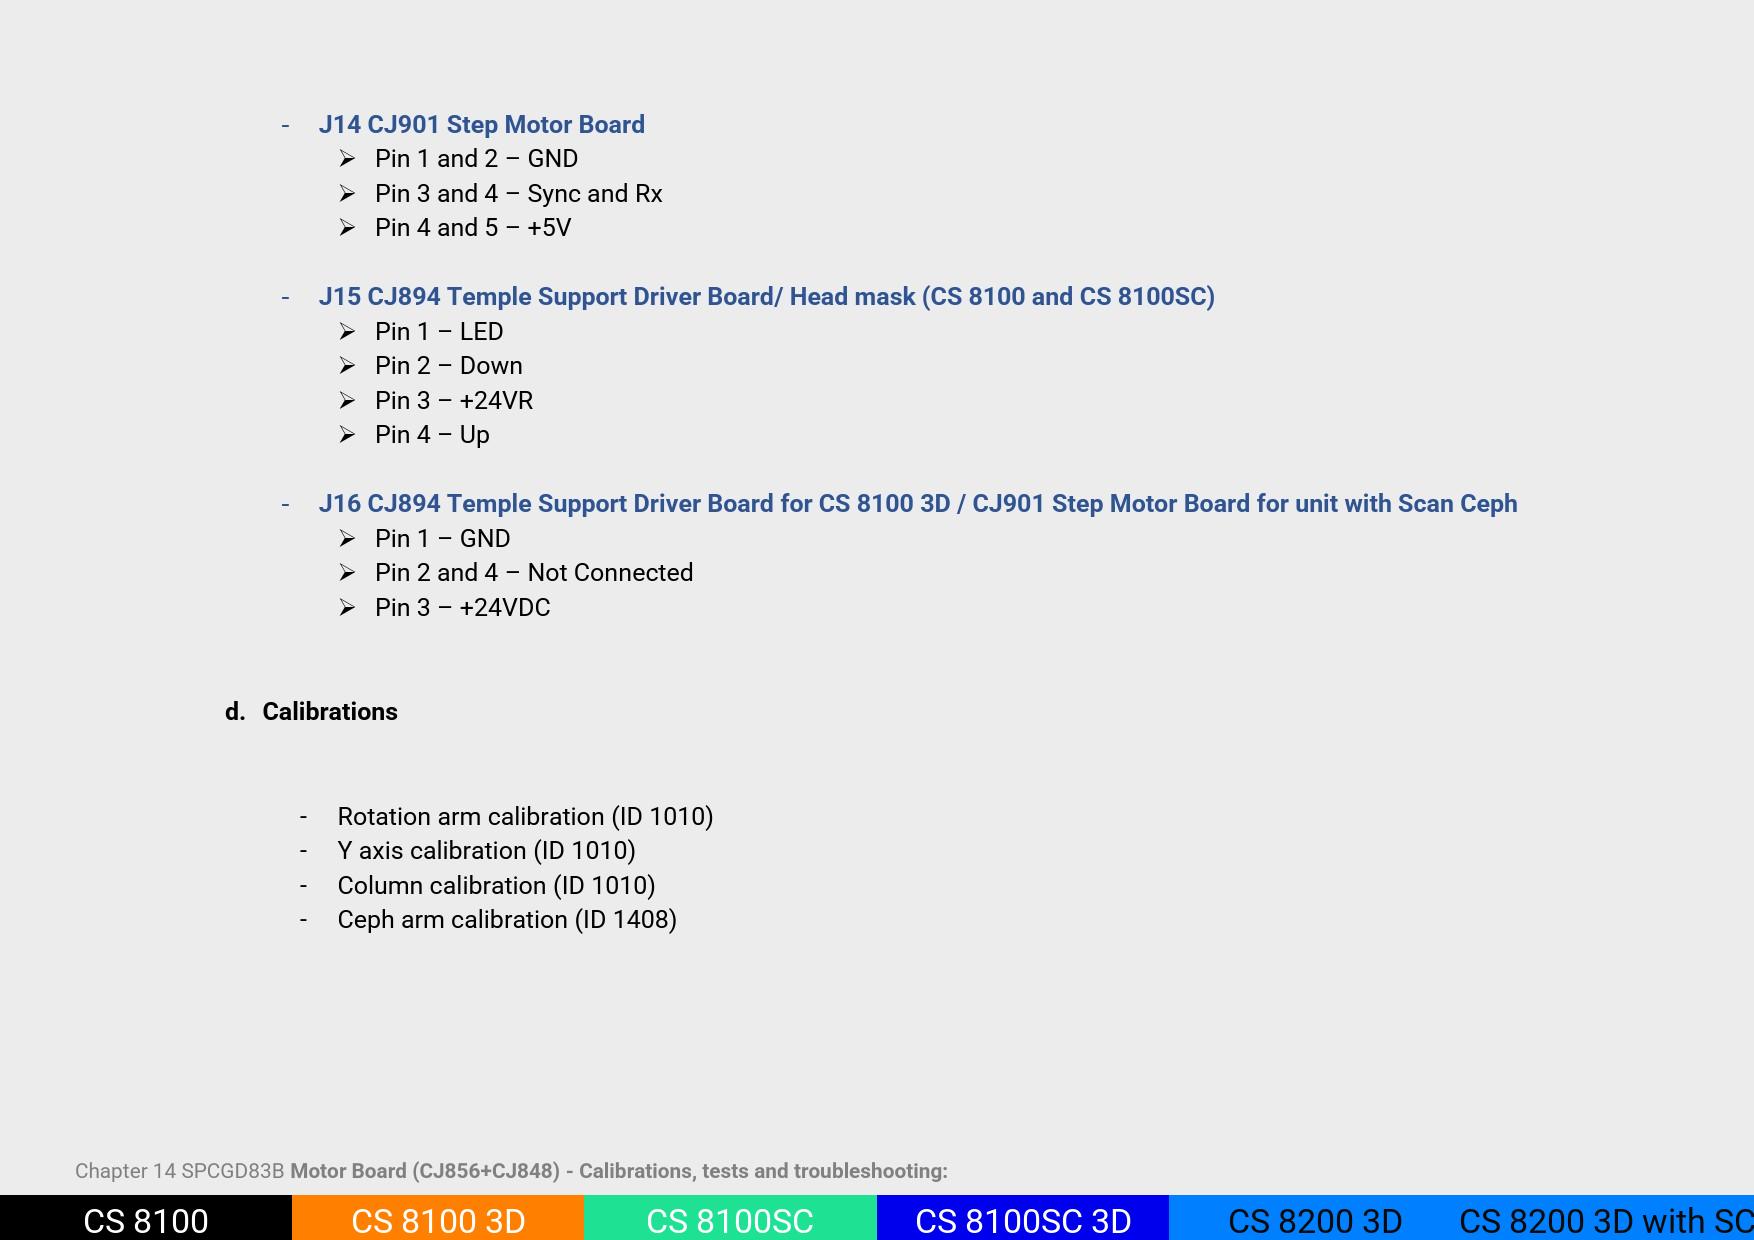 - J14 CJ901 Step Motor Board
➢ Pin 1 and 2 – GND
➢ Pin 3 and 4 – Sync and Rx
➢ Pin 4 and 5 – +5V
- J15 CJ894 Temple Support Driver Board/ Head mask (CS 8100 and CS 8100SC)
➢ Pin 1 – LED
➢ Pin 2 – Down
➢ Pin 3 – +24VR
➢ Pin 4 – Up
- J16 CJ894 Temple Support Driver Board for CS 8100 3D / CJ901 Step Motor Board for unit with Scan Ceph
➢ Pin 1 – GND
➢ Pin 2 and 4 – Not Connected
➢ Pin 3 – +24VDC
d. Calibrations
- Rotation arm calibration (ID 1010)
- Y axis calibration (ID 1010)
- Column calibration (ID 1010)
- Ceph arm calibration (ID 1408)
Chapter 14 SPCGD83B Motor Board (CJ856+CJ848) - Calibrations, tests and troubleshooting:
CS 8100 CS 8100 3D CS 8100SC CS 8100SC 3D CS 8200 3D CS 8200 3D with SC